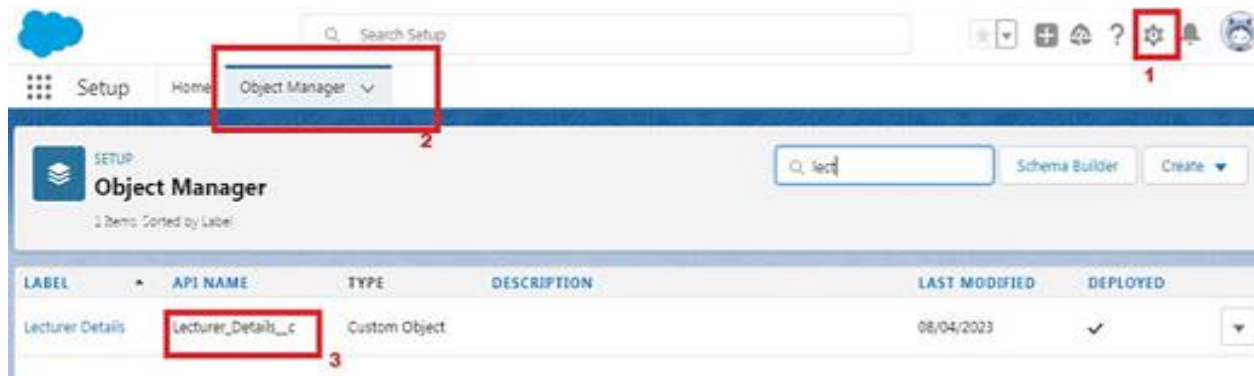 Search Setup
1
Setup Home Object Manager
2
SETUP
Object Manager
Items. Sorted by Label
lect
Schema Builder
Create
LABEL API NAME TYPE DESCRIPTION LAST MODIFIED DEPLOYED
Lecturer Details Lecturer_Details__c Custom Object 08/04/2023
3